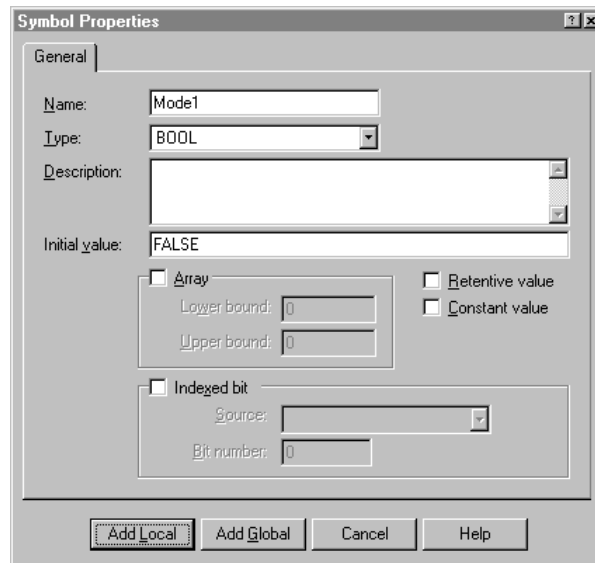 Symbol Properties
General
Name: Mode1
Type: BOOL
Description:
Initial value: FALSE
Array
Retentive value
Lower bound: 0
Constant value
Upper bound: 0
Indexed bit
Source:
Bit number: 0
Add Local Add Global Cancel Help